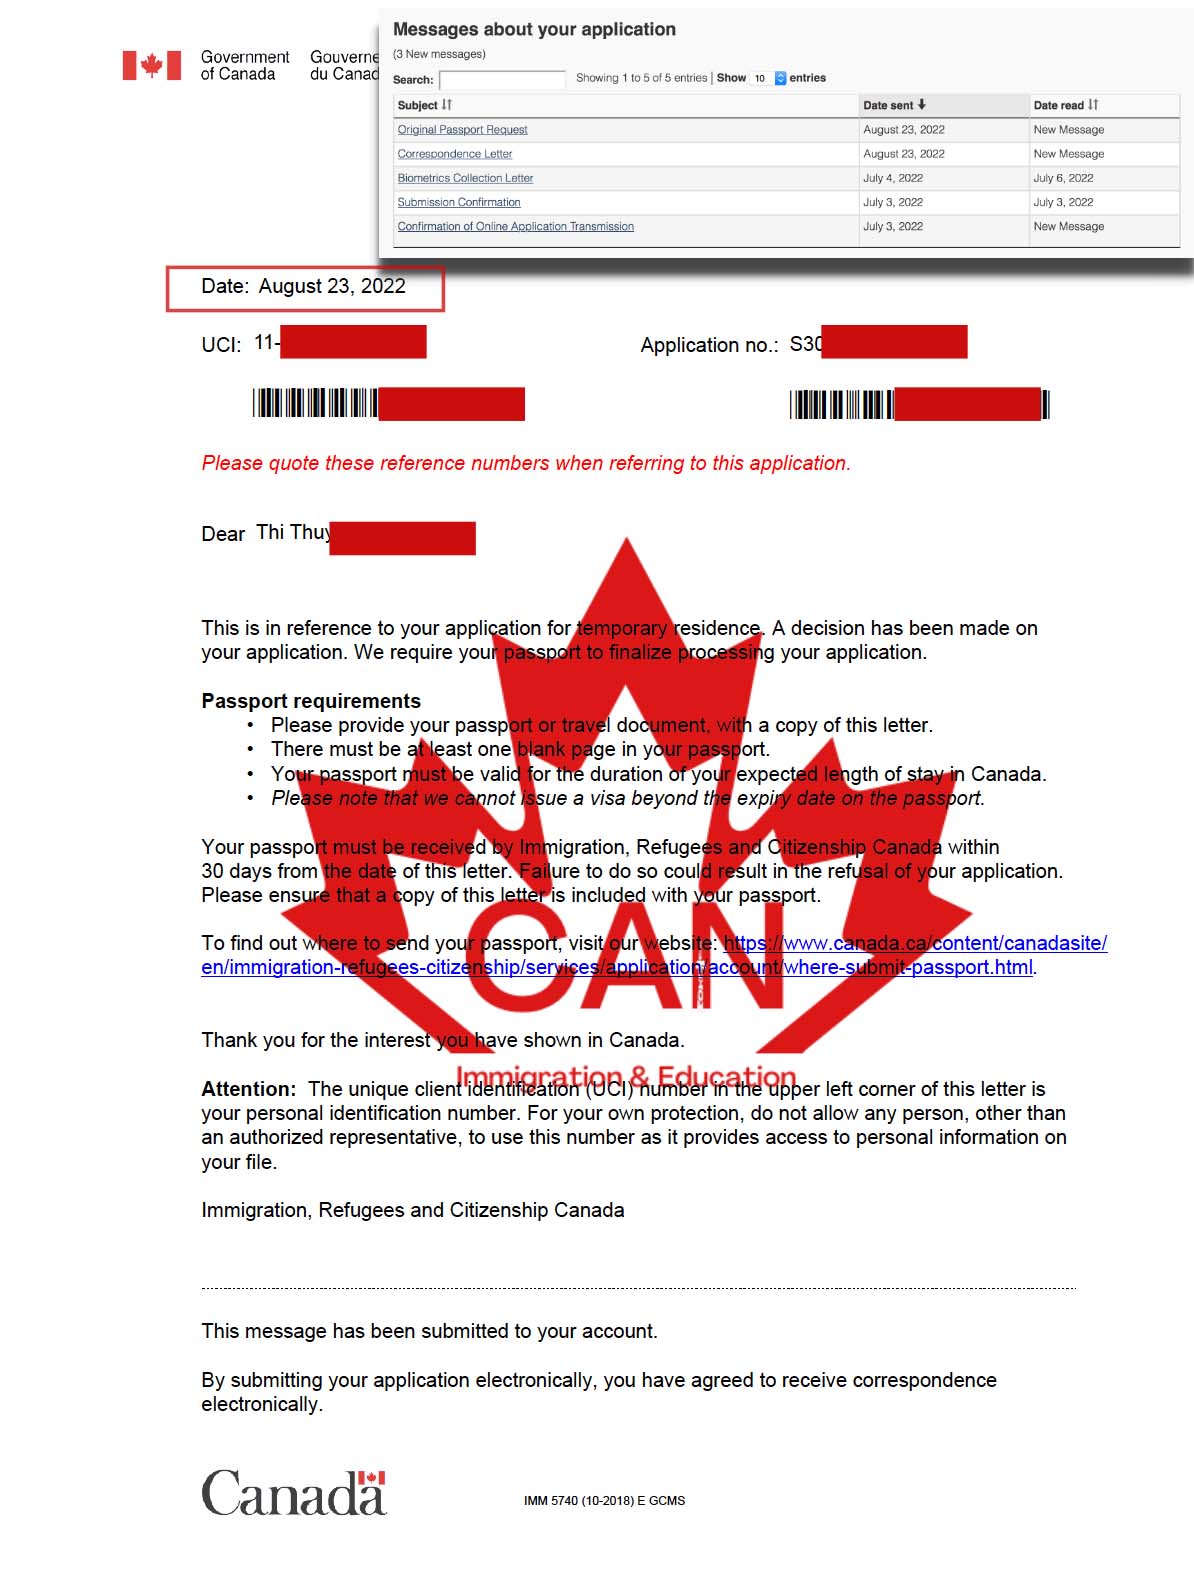 Messages about your application
(3 New messages)
Search: Showing 1 to 5 of 5 entries | Show 10 entries
Subject Date sent Date read
Original Passport Request August 23, 2022 New Message
Correspondence Letter August 23, 2022 New Message
Biometrics Collection Letter July 4, 2022 July 6, 2022
Submission Confirmation July 3, 2022 July 3, 2022
Confirmation of Online Application Transmission July 3, 2022 New Message
Government Gouverne
of Canada du Canad
Date: August 23, 2022
UCI: 11- Application no.: S30
Please quote these reference numbers when referring to this application.
Dear Thi Thuy
This is in reference to your application for temporary residence. A decision has been made on
your application. We require your passport to finalize processing your application.
Passport requirements
• Please provide your passport or travel document, with a copy of this letter.
• There must be at least one blank page in your passport.
• Your passport must be valid for the duration of your expected length of stay in Canada.
• Please note that we cannot issue a visa beyond the expiry date on the passport.
Your passport must be received by Immigration, Refugees and Citizenship Canada within
30 days from the date of this letter. Failure to do so could result in the refusal of your application.
Please ensure that a copy of this letter is included with your passport.
To find out where to send your passport, visit our website: https://www.canada.ca/content/canadasite/
en/immigration-refugees-citizenship/services/application/account/where-submit-passport.html.
CAN
Thank you for the interest you have shown in Canada.
Immigration & Education
Attention: The unique client identification (UCI) number in the upper left corner of this letter is
your personal identification number. For your own protection, do not allow any person, other than
an authorized representative, to use this number as it provides access to personal information on
your file.
Immigration, Refugees and Citizenship Canada
This message has been submitted to your account.
By submitting your application electronically, you have agreed to receive correspondence
electronically.
Canada
IMM 5740 (10-2018) E GCMS